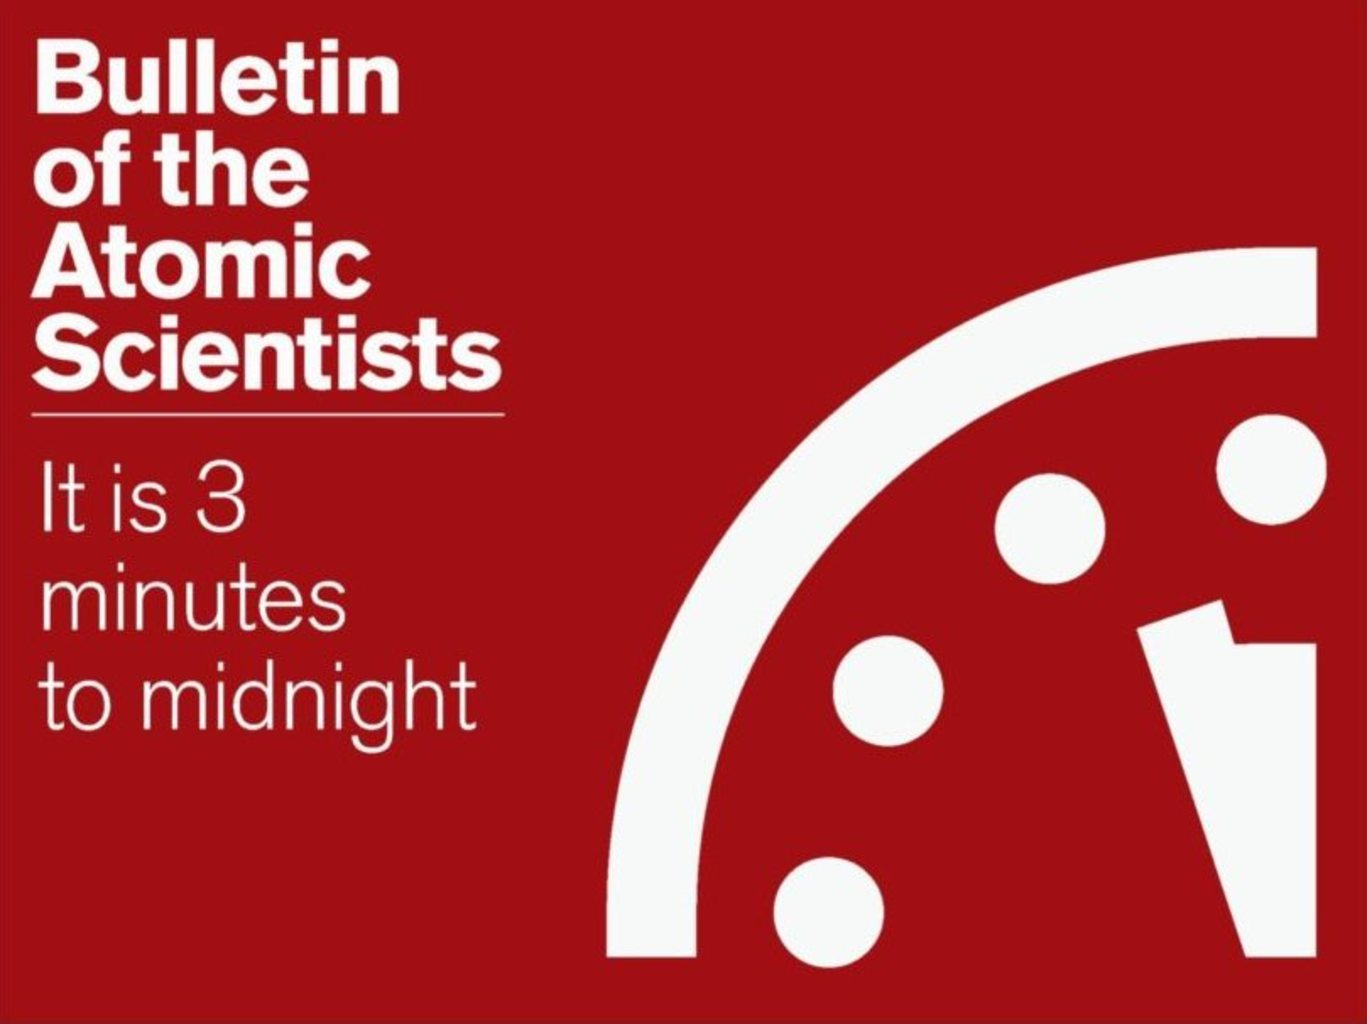 Bulletin
of the
Atomic
Scientists
It is 3
minutes
to midnight